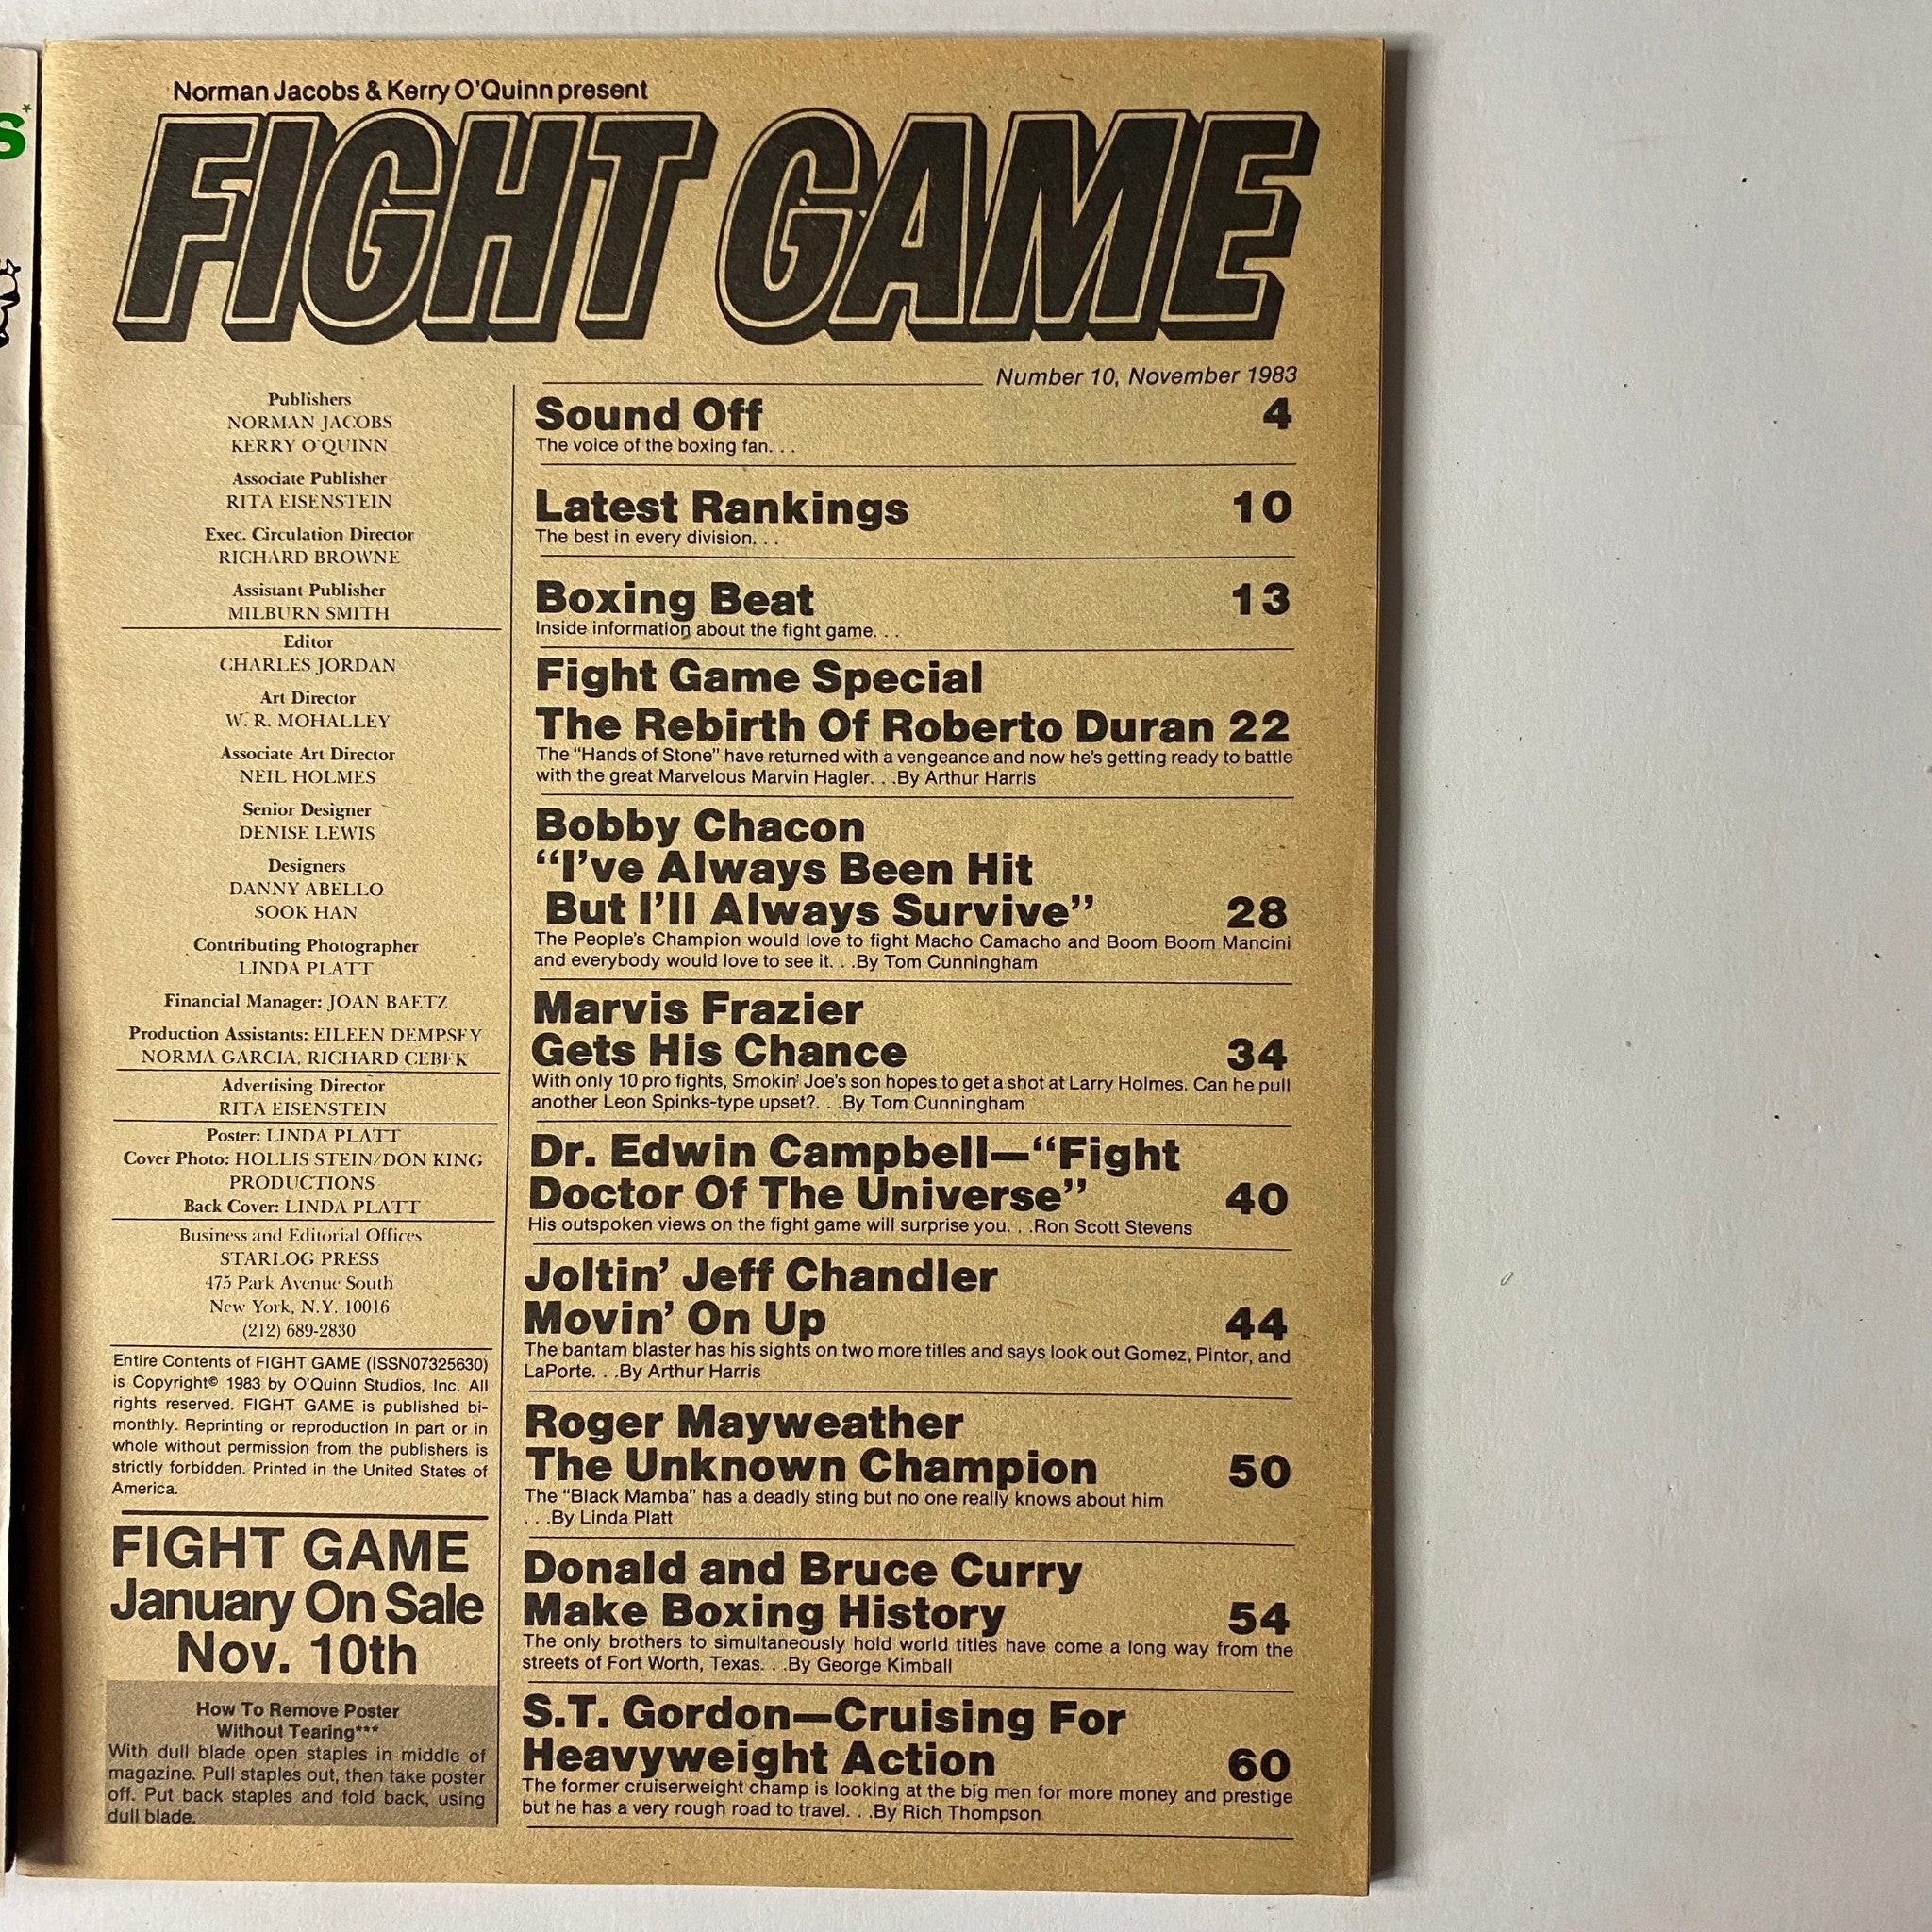 Norman Jacobs & Kerry O'Quinn present
FIGHT GAME
Number 10, November 1983
Publishers
NORMAN JACOBS
KERRY O'QUINN
Associate Publisher
RITA EISENSTEIN
Exec. Circulation Director
RICHARD BROWNE
Assistant Publisher
MILBURN SMITH
Editor
CHARLES JORDAN
Art Director
W. R. MOHALLEY
Associate Art Director
NEIL HOLMES
Senior Designer
DENISE LEWIS
Designers
DANNY ABELLO
SOOK HAN
Contributing Photographer
LINDA PLATT
Financial Manager: JOAN BAETZ
Production Assistants: EILEEN DEMPSEY
NORMA GARCIA, RICHARD CEBEK
Advertising Director
RITA EISENSTEIN
Poster: LINDA PLATT
Cover Photo: HOLLIS STEIN/DON KING
PRODUCTIONS
Back Cover: LINDA PLATT
Business and Editorial Offices
STARLOG PRESS
475 Park Avenue South
New York, N.Y. 10016
(212) 689-2830
Entire Contents of FIGHT GAME (ISSN07325630)
is Copyright© 1983 by O'Quinn Studios, Inc. All
rights reserved. FIGHT GAME is published bi-
monthly. Reprinting or reproduction in part or in
whole without permission from the publishers is
strictly forbidden. Printed in the United States of
America.
FIGHT GAME
January On Sale
Nov. 10th
How To Remove Poster
Without Tearing***
With dull blade open staples in middle of
magazine. Pull staples out, then take poster
off. Put back staples and fold back, using
dull blade.
Sound Off 4
The voice of the boxing fan. . .
Latest Rankings 10
The best in every division. . .
Boxing Beat 13
Inside information about the fight game. . .
Fight Game Special
The Rebirth Of Roberto Duran 22
The "Hands of Stone" have returned with a vengeance and now he's getting ready to battle
with the great Marvelous Marvin Hagler. . .By Arthur Harris
Bobby Chacon
"I've Always Been Hit
But I'll Always Survive" 28
The People's Champion would love to fight Macho Camacho and Boom Boom Mancini
and everybody would love to see it. . .By Tom Cunningham
Marvis Frazier
Gets His Chance 34
With only 10 pro fights, Smokin' Joe's son hopes to get a shot at Larry Holmes. Can he pull
another Leon Spinks-type upset?. . .By Tom Cunningham
Dr. Edwin Campbell—"Fight
Doctor Of The Universe" 40
His outspoken views on the fight game will surprise you. . .Ron Scott Stevens
Joltin' Jeff Chandler
Movin' On Up 44
The bantam blaster has his sights on two more titles and says look out Gomez, Pintor, and
LaPorte. . .By Arthur Harris
Roger Mayweather
The Unknown Champion 50
The "Black Mamba" has a deadly sting but no one really knows about him
. . .By Linda Platt
Donald and Bruce Curry
Make Boxing History 54
The only brothers to simultaneously hold world titles have come a long way from the
streets of Fort Worth, Texas. . .By George Kimball
S.T. Gordon—Cruising For
Heavyweight Action 60
The former cruiserweight champ is looking at the big men for more money and prestige
but he has a very rough road to travel. . .By Rich Thompson